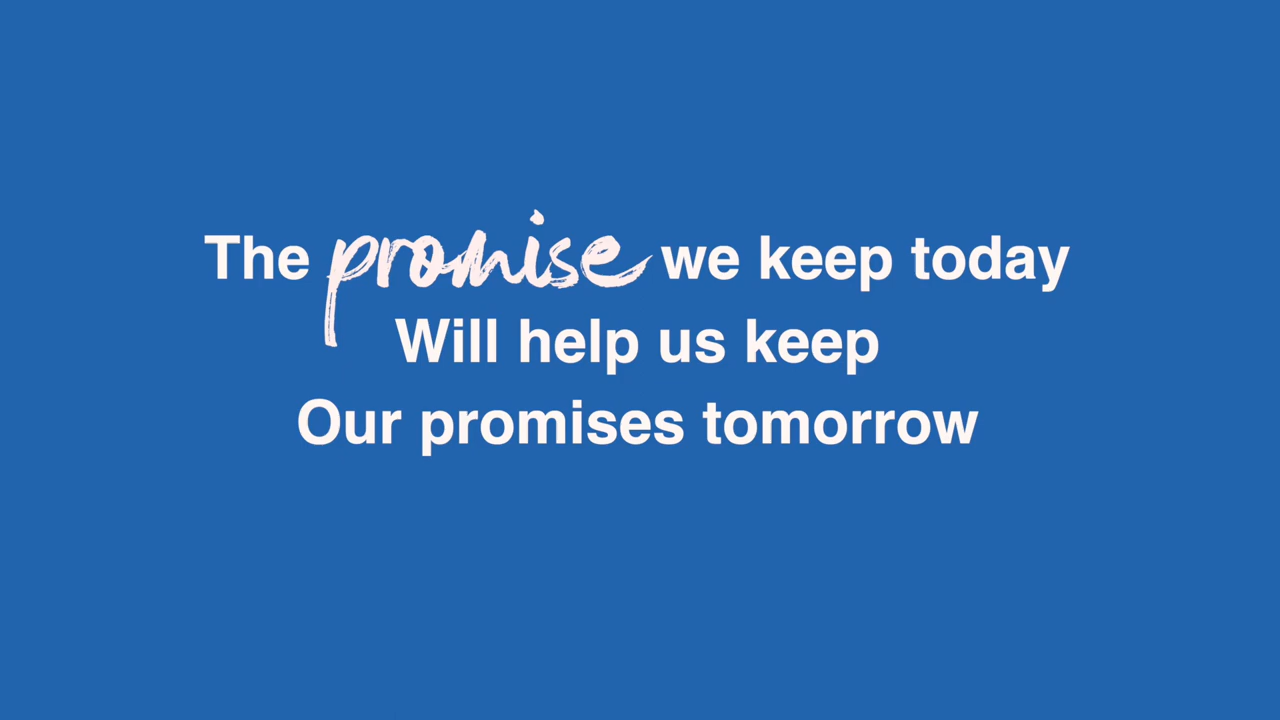 The promise we keep today
Will help us keep
Our promises tomorrow